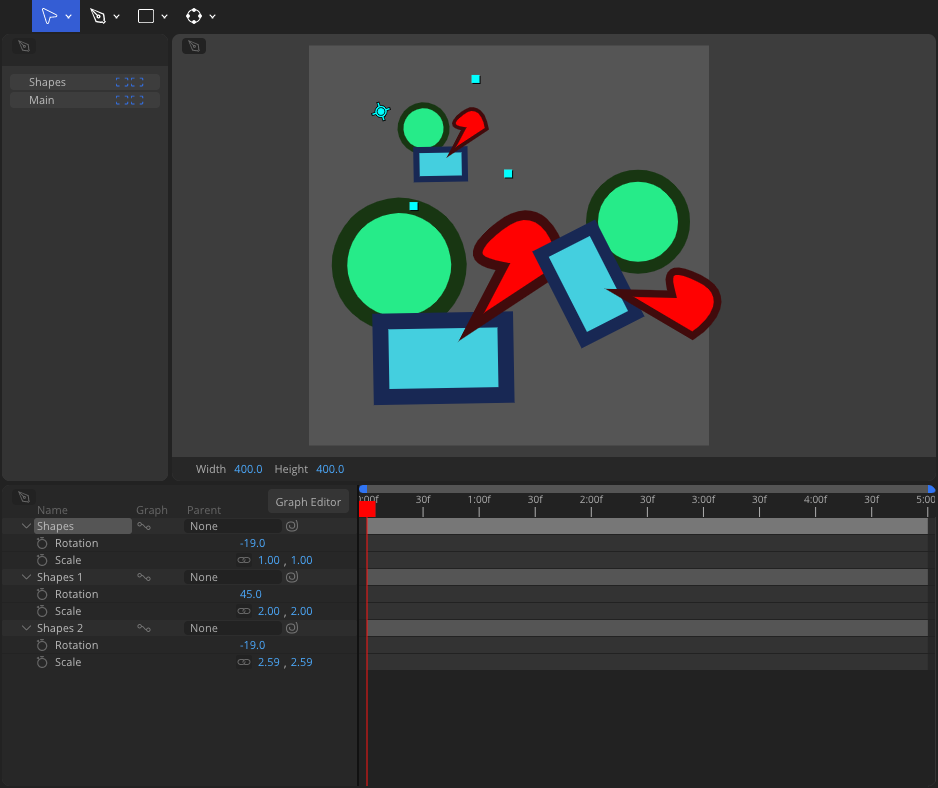 Shapes
Main
Width 400.0 Height 400.0
Graph Editor
Name Graph Parent
:00f 30f 1:00f 30f 2:00f 30f 3:00f 30f 4:00f 30f 5:00
Shapes None
Rotation -19.0
Scale 1.00 , 1.00
Shapes 1 None
Rotation 45.0
Scale 2.00 , 2.00
Shapes 2 None
Rotation -19.0
Scale 2.59 , 2.59